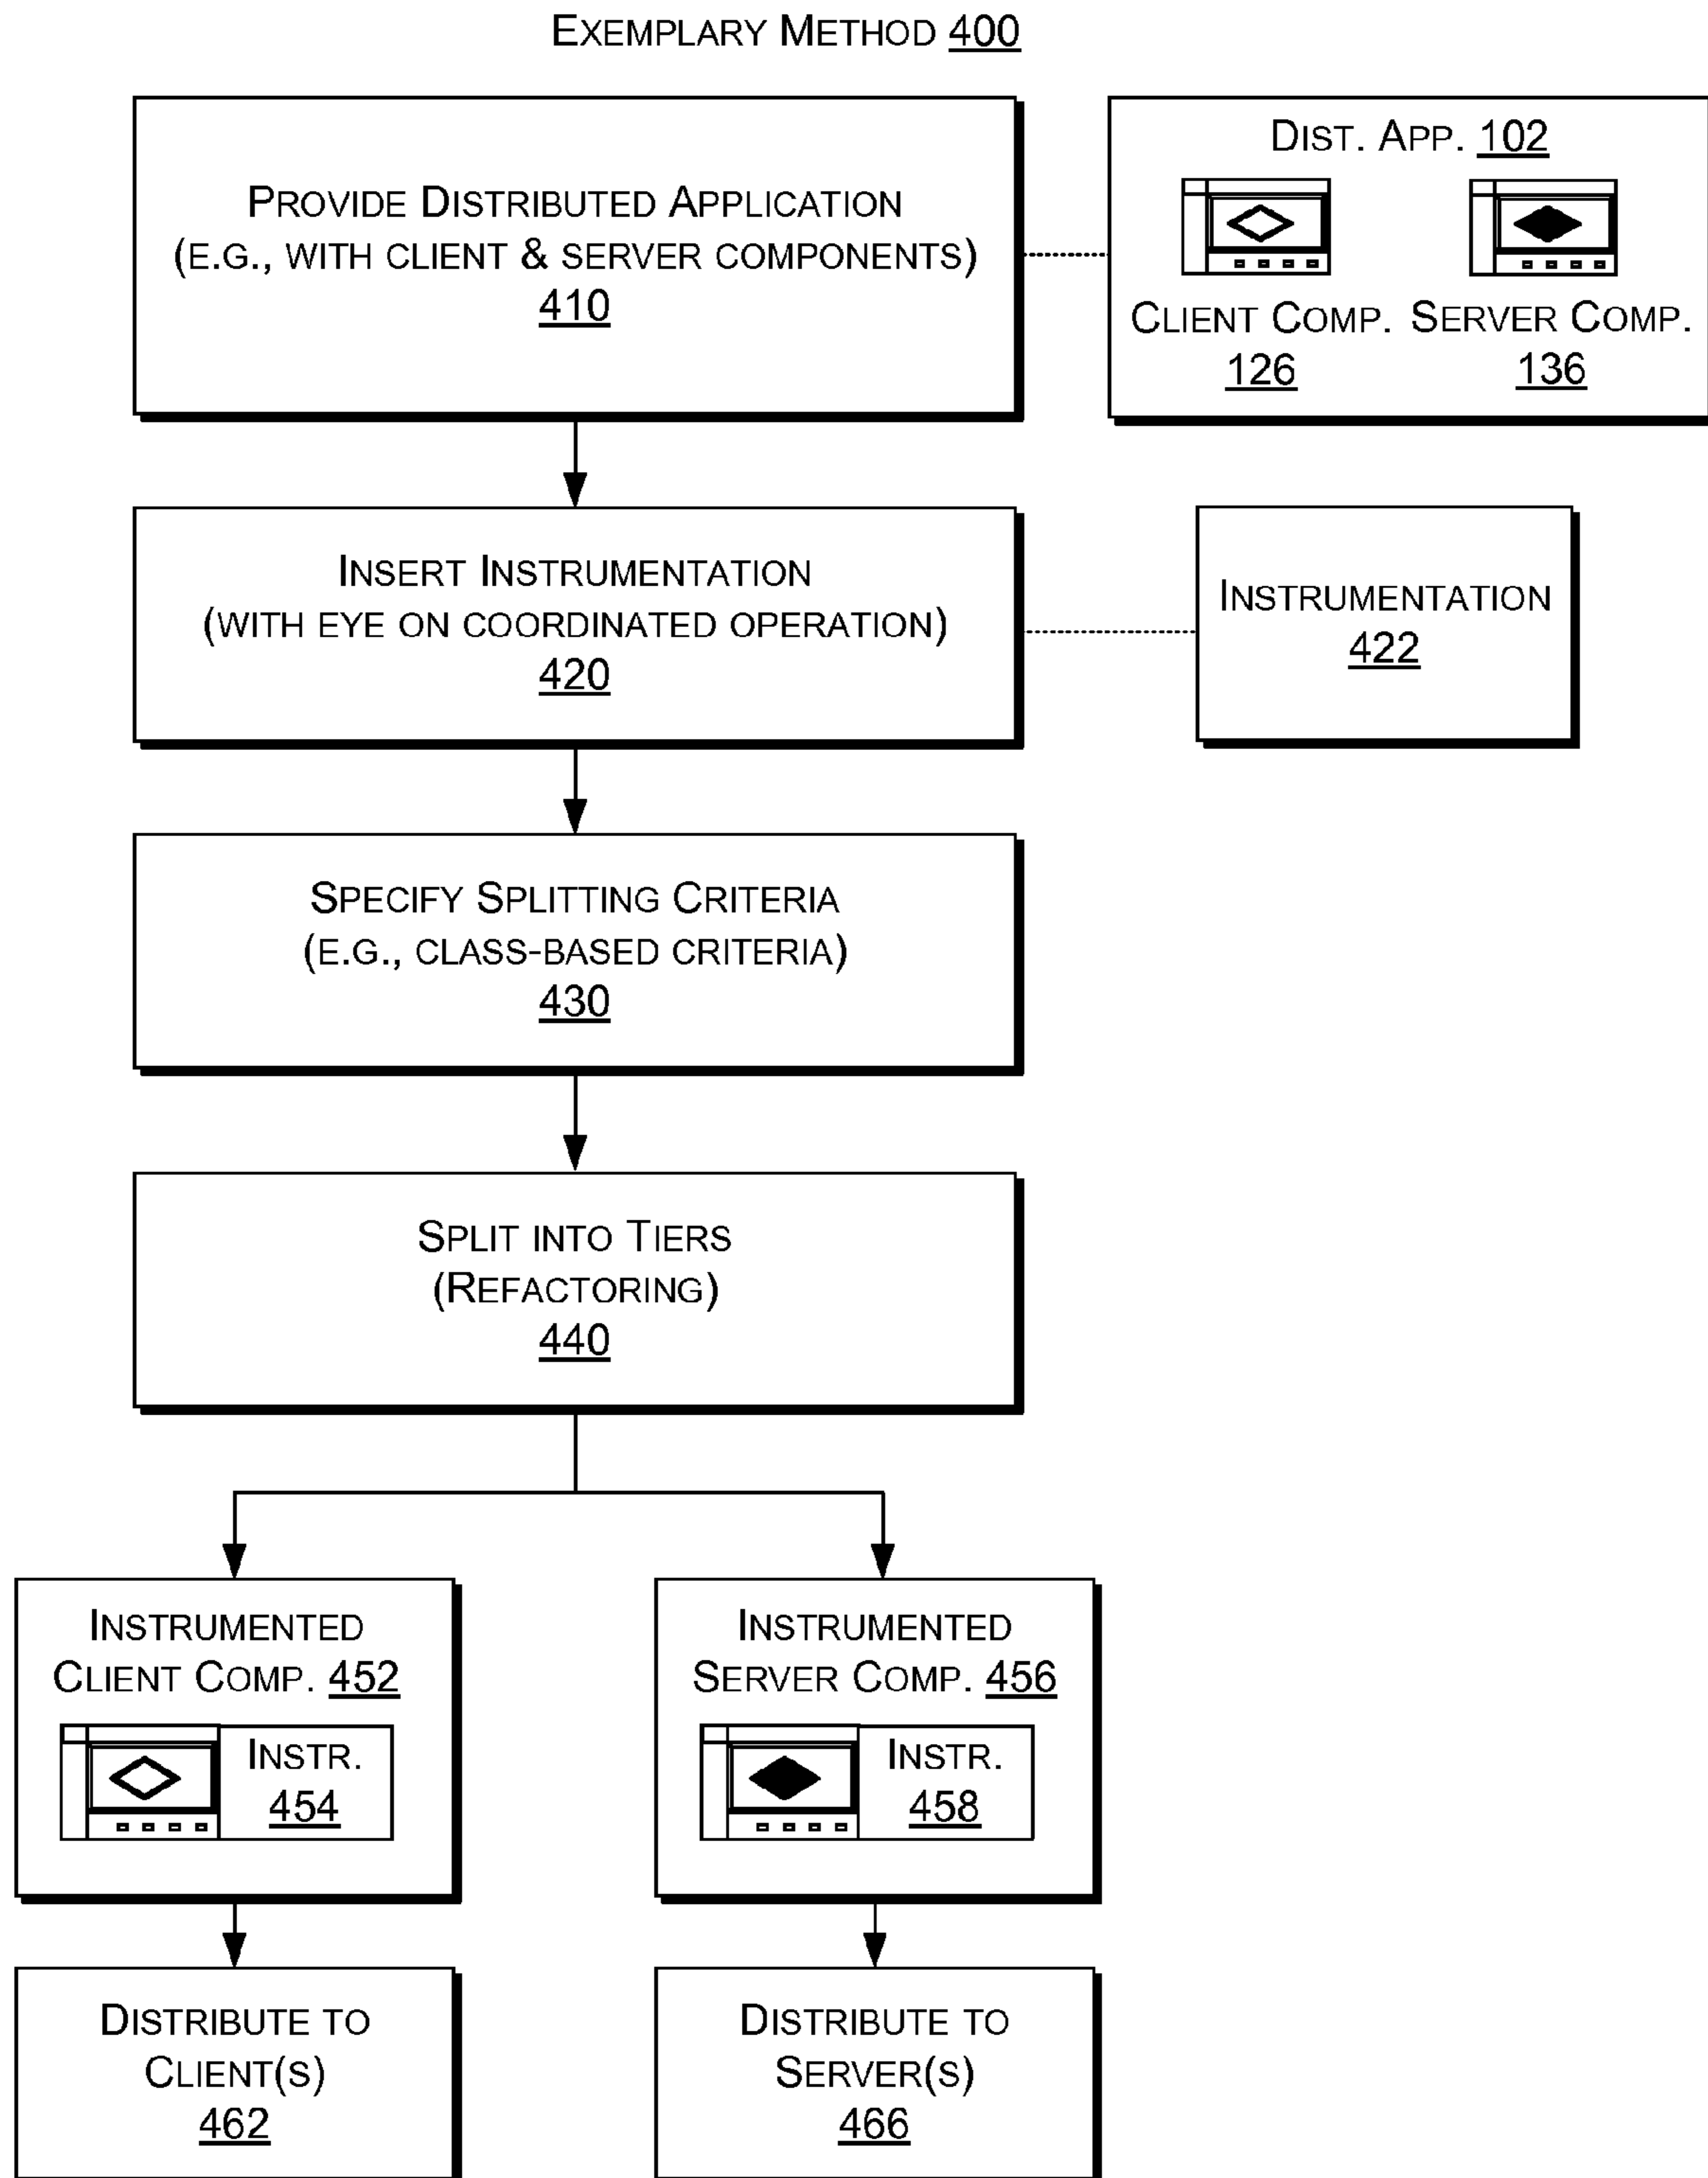 EXEMPLARY METHOD 400
PROVIDE DISTRIBUTED APPLICATION
(E.G., WITH CLIENT & SERVER COMPONENTS)
410
DIST. APP. 102
CLIENT COMP. SERVER COMP.
126 136
INSERT INSTRUMENTATION
(WITH EYE ON COORDINATED OPERATION)
420
INSTRUMENTATION
422
SPECIFY SPLITTING CRITERIA
(E.G., CLASS-BASED CRITERIA)
430
SPLIT INTO TIERS
(REFACTORING)
440
INSTRUMENTED
CLIENT COMP. 452
INSTR.
454
INSTRUMENTED
SERVER COMP. 456
INSTR.
458
DISTRIBUTE TO
CLIENT(S)
462
DISTRIBUTE TO
SERVER(S)
466